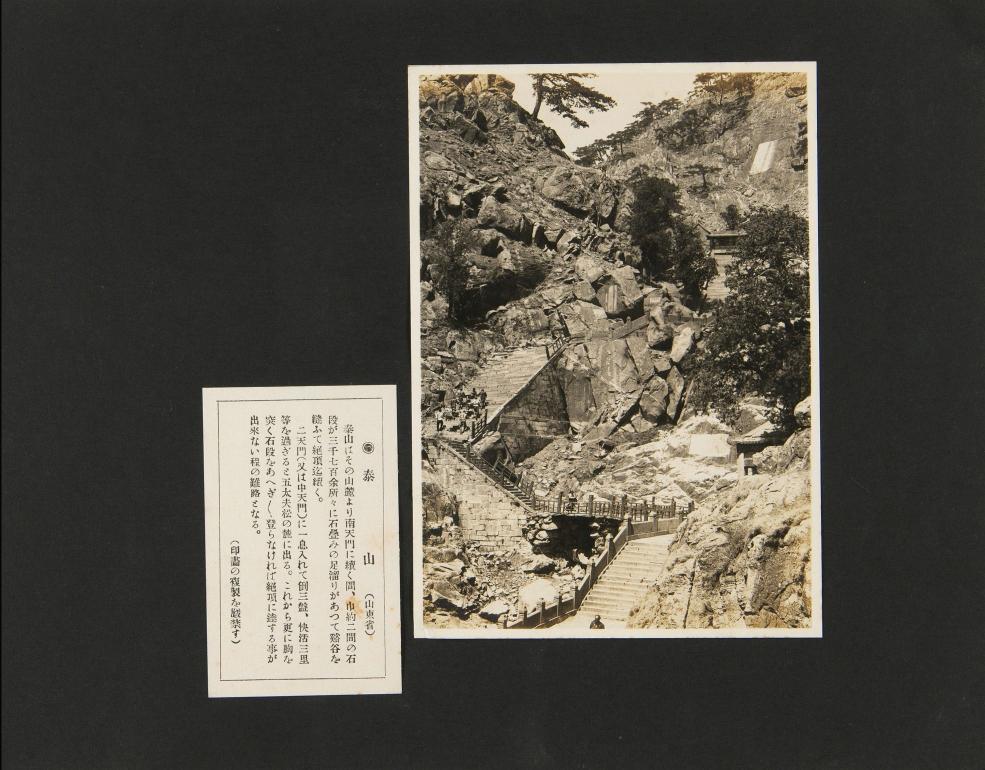 泰山
(山東省)
泰山はその山麓より南天門に續く間、巾約二間の石
段が三千七百余所々に石疊みの足溜りがあつて谿谷を
縫ふて絕頂迄續く。
二天門(又は中天門)に一息入れて倒三盤、快活三里
等を過ぎると五太夫松の麓に出る。これから更に胸を
突く石段をあへぎ〱登らなければ絕頂に達する事が
出來ない程の難路となる。
(印畵の複製を嚴禁す)